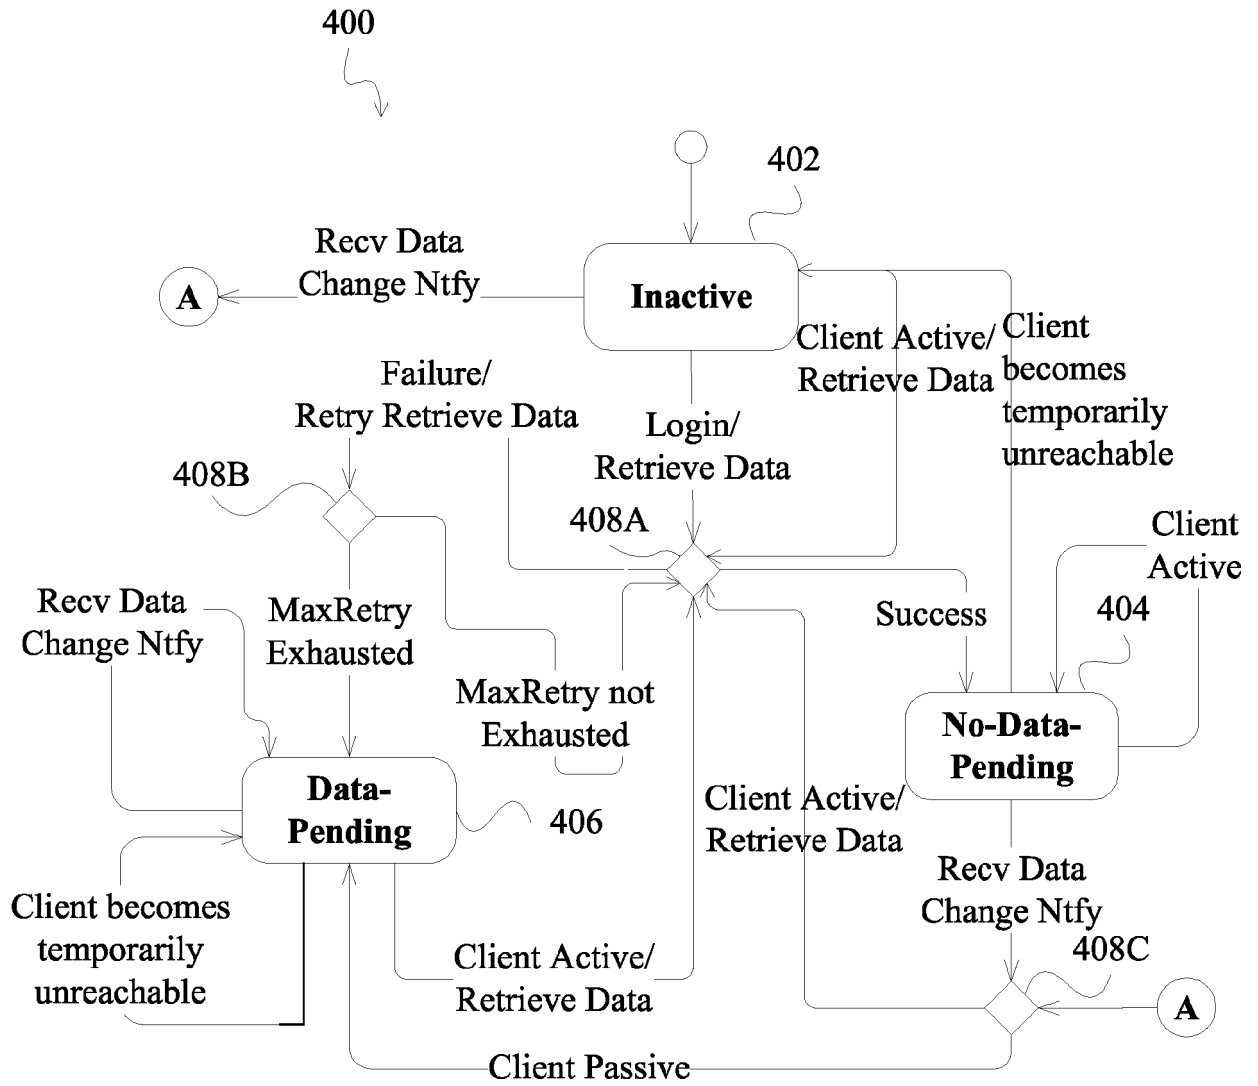 400
402
Recv Data
Change Ntfy
A
Inactive
Client Active/
Retrieve Data
Client
becomes
temporarily
unreachable
Failure/
Retry Retrieve Data
Login/
Retrieve Data
408B
408A
Client
Active
Recv Data
Change Ntfy
MaxRetry
Exhausted
Success
404
MaxRetry not
Exhausted
No-Data-
Pending
Data-
Pending
406
Client Active/
Retrieve Data
Recv Data
Change Ntfy
Client becomes
temporarily
unreachable
Client Active/
Retrieve Data
408C
A
Client Passive